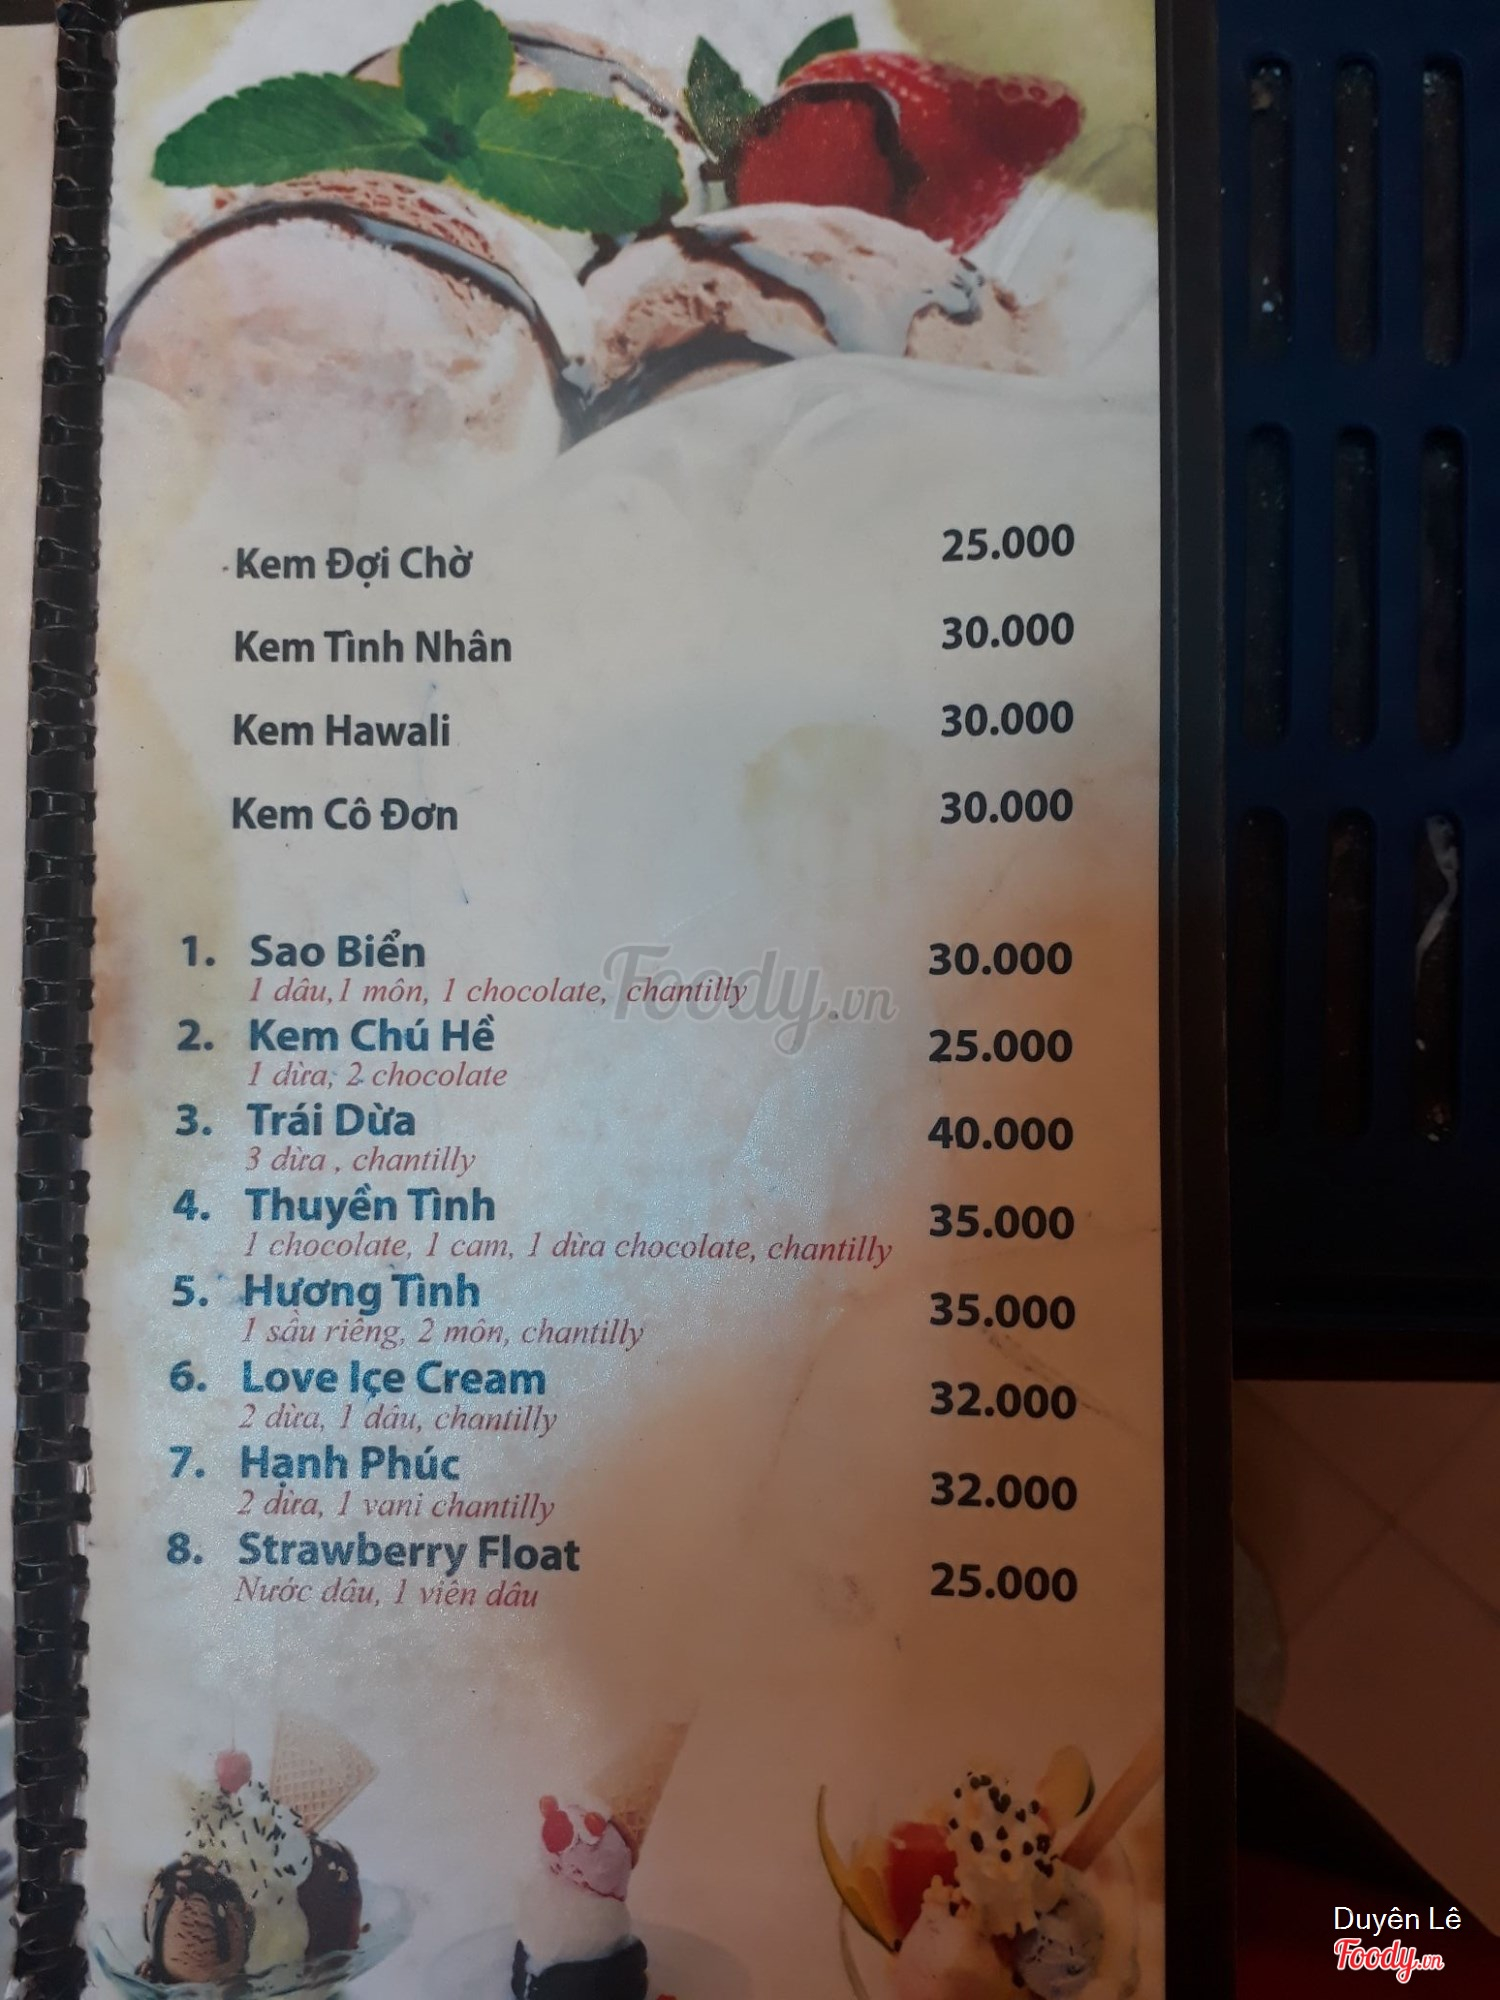 Kem Đợi Chờ 25.000
Kem Tình Nhân 30.000
Kem Hawali 30.000
Kem Cô Đơn 30.000
1. Sao Biển 30.000
1 dâu, 1 môn, 1 chocolate, chantilly
2. Kem Chú Hề 25.000
1 dừa, 2 chocolate
3. Trái Dừa 40.000
3 dừa , chantilly
4. Thuyền Tình 35.000
1 chocolate, 1 cam, 1 dừa chocolate, chantilly
5. Hương Tình 35.000
1 sầu riêng, 2 môn, chantilly
6. Love Içe Cream 32.000
2 dừa, 1 dâu, chantilly
7. Hạnh Phúc 32.000
2 dừa, 1 vani chantilly
8. Strawberry Float 25.000
Nước dâu, 1 viên dâu
Foody.vn
Duyên Lê
Foody.vn